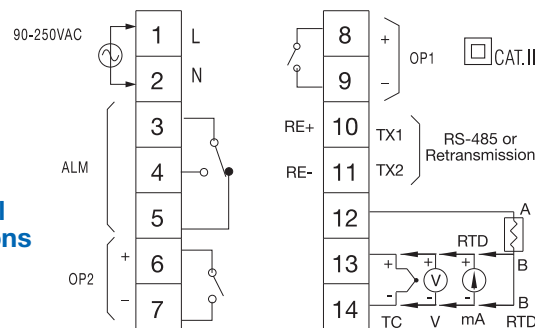 90-250VAC
1 L
2 N
3
4
5
ALM
6
7
OP2
+
−
8
9
+
−
OP1
CAT.II
RE+ 10 TX1
RE- 11 TX2
RS-485 or
Retransmission
12
13
14
A
B
B
RTD
+ + +
V
- - -
TC V mA RTD
l
ons